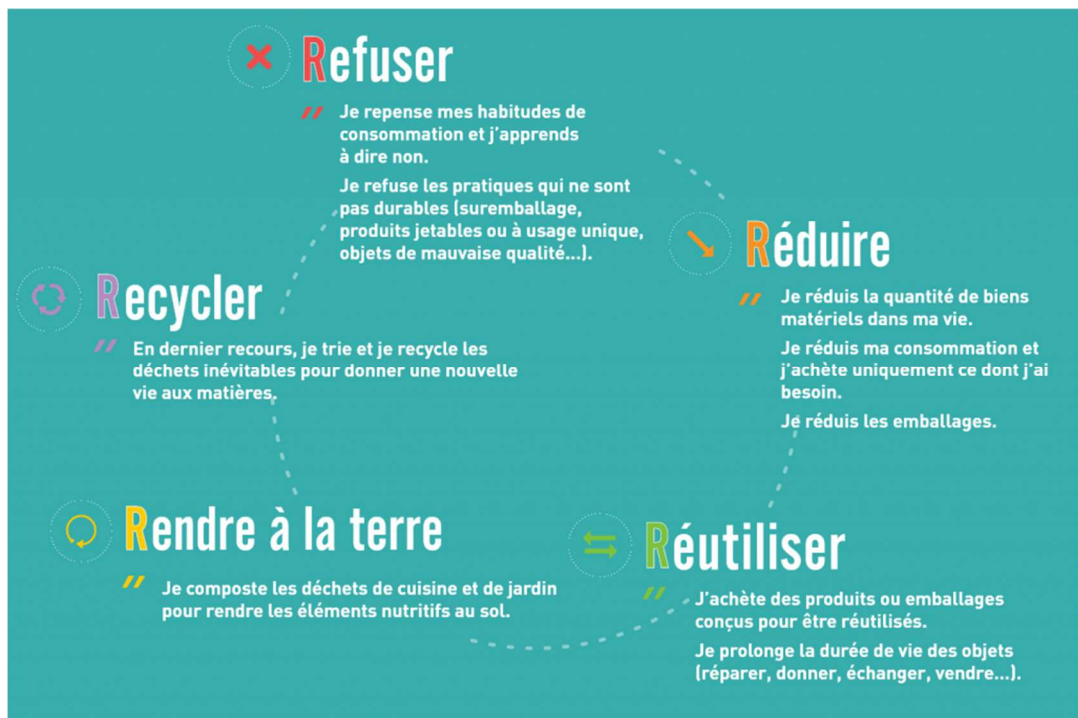 Refuser
Je repense mes habitudes de
consommation et j'apprends
à dire non.
Je refuse les pratiques qui ne sont
pas durables (suremballage,
produits jetables ou à usage unique,
objets de mauvaise qualité...).
Réduire
Je réduis la quantité de biens
matériels dans ma vie.
Je réduis ma consommation et
j'achète uniquement ce dont j'ai
besoin.
Je réduis les emballages.
Réutiliser
J'achète des produits ou emballages
conçus pour être réutilisés.
Je prolonge la durée de vie des objets
(réparer, donner, échanger, vendre...).
Rendre à la terre
Je composte les déchets de cuisine et de jardin
pour rendre les éléments nutritifs au sol.
Recycler
En dernier recours, je trie et je recycle les
déchets inévitables pour donner une nouvelle
vie aux matières.